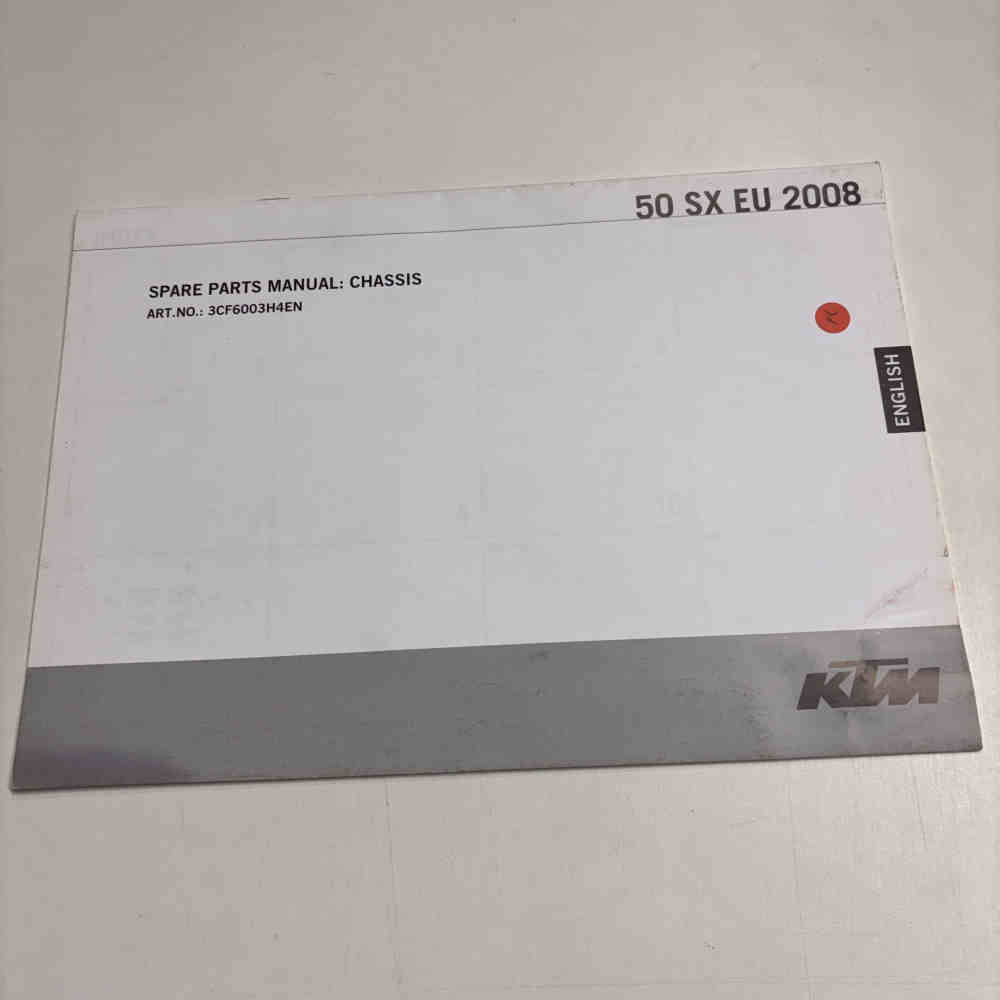 50 SX EU 2008
SPARE PARTS MANUAL: CHASSIS
ART.NO.: 3CF6003H4EN
ENGLISH
KTM